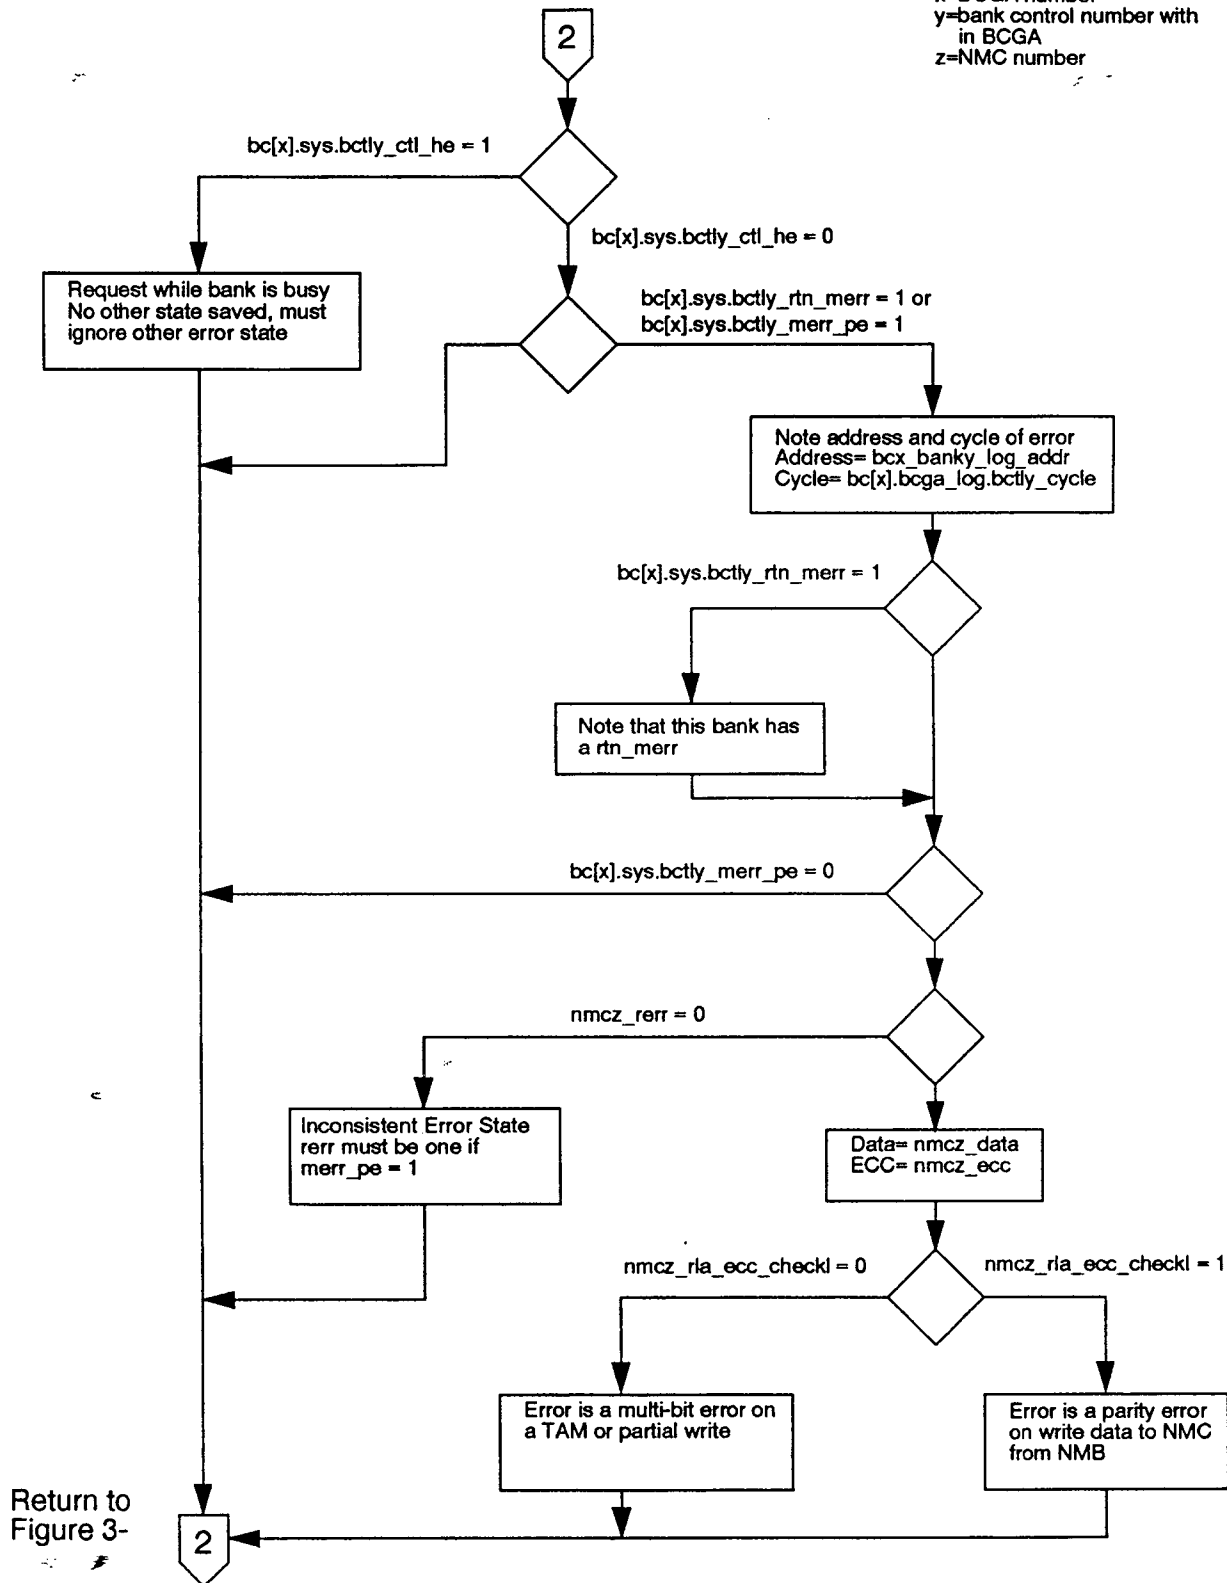 y=bank control number with
in BCGA
z=NMC number
2
bc[x].sys.bctly_ctl_he = 1
bc[x].sys.bctly_ctl_he = 0
Request while bank is busy
No other state saved, must
ignore other error state
bc[x].sys.bctly_rtn_merr = 1 or
bc[x].sys.bctly_merr_pe = 1
Note address and cycle of error
Address= bcx_banky_log_addr
Cycle= bc[x].bcga_log.bctly_cycle
bc[x].sys.bctly_rtn_merr = 1
Note that this bank has
a rtn_merr
bc[x].sys.bctly_merr_pe = 0
nmcz_rerr = 0
Inconsistent Error State
rerr must be one if
merr_pe = 1
Data= nmcz_data
ECC= nmcz_ecc
nmcz_rla_ecc_checkl = 0
nmcz_rla_ecc_checkl = 1
Error is a multi-bit error on
a TAM or partial write
Error is a parity error
on write data to NMC
from NMB
Return to
Figure 3-
2